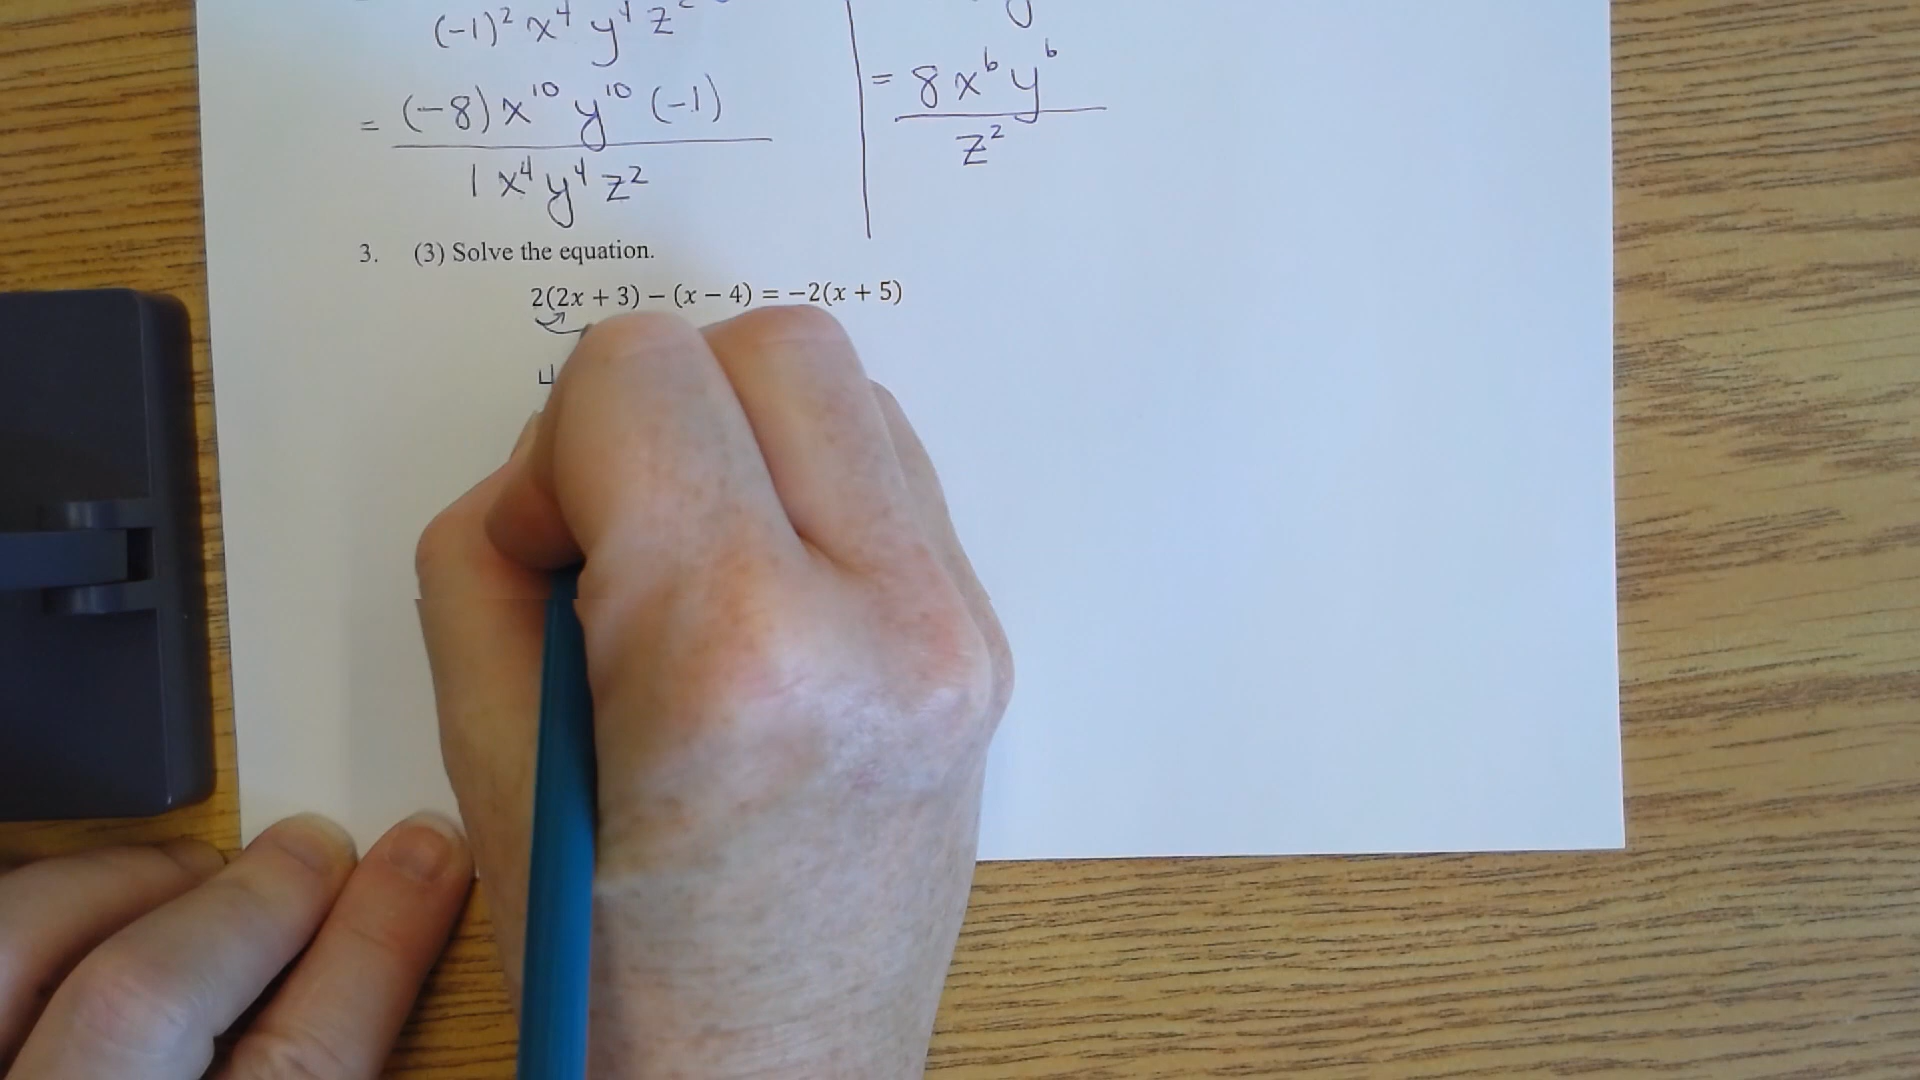 (-1)² x⁴ y⁴ z
= (-8) x¹⁰ y¹⁰ (-1)
1 x⁴ y⁴ z²
= 8 x⁶ y⁶
z²
3. (3) Solve the equation.
2(2x + 3) − (x − 4) = −2(x + 5)
4